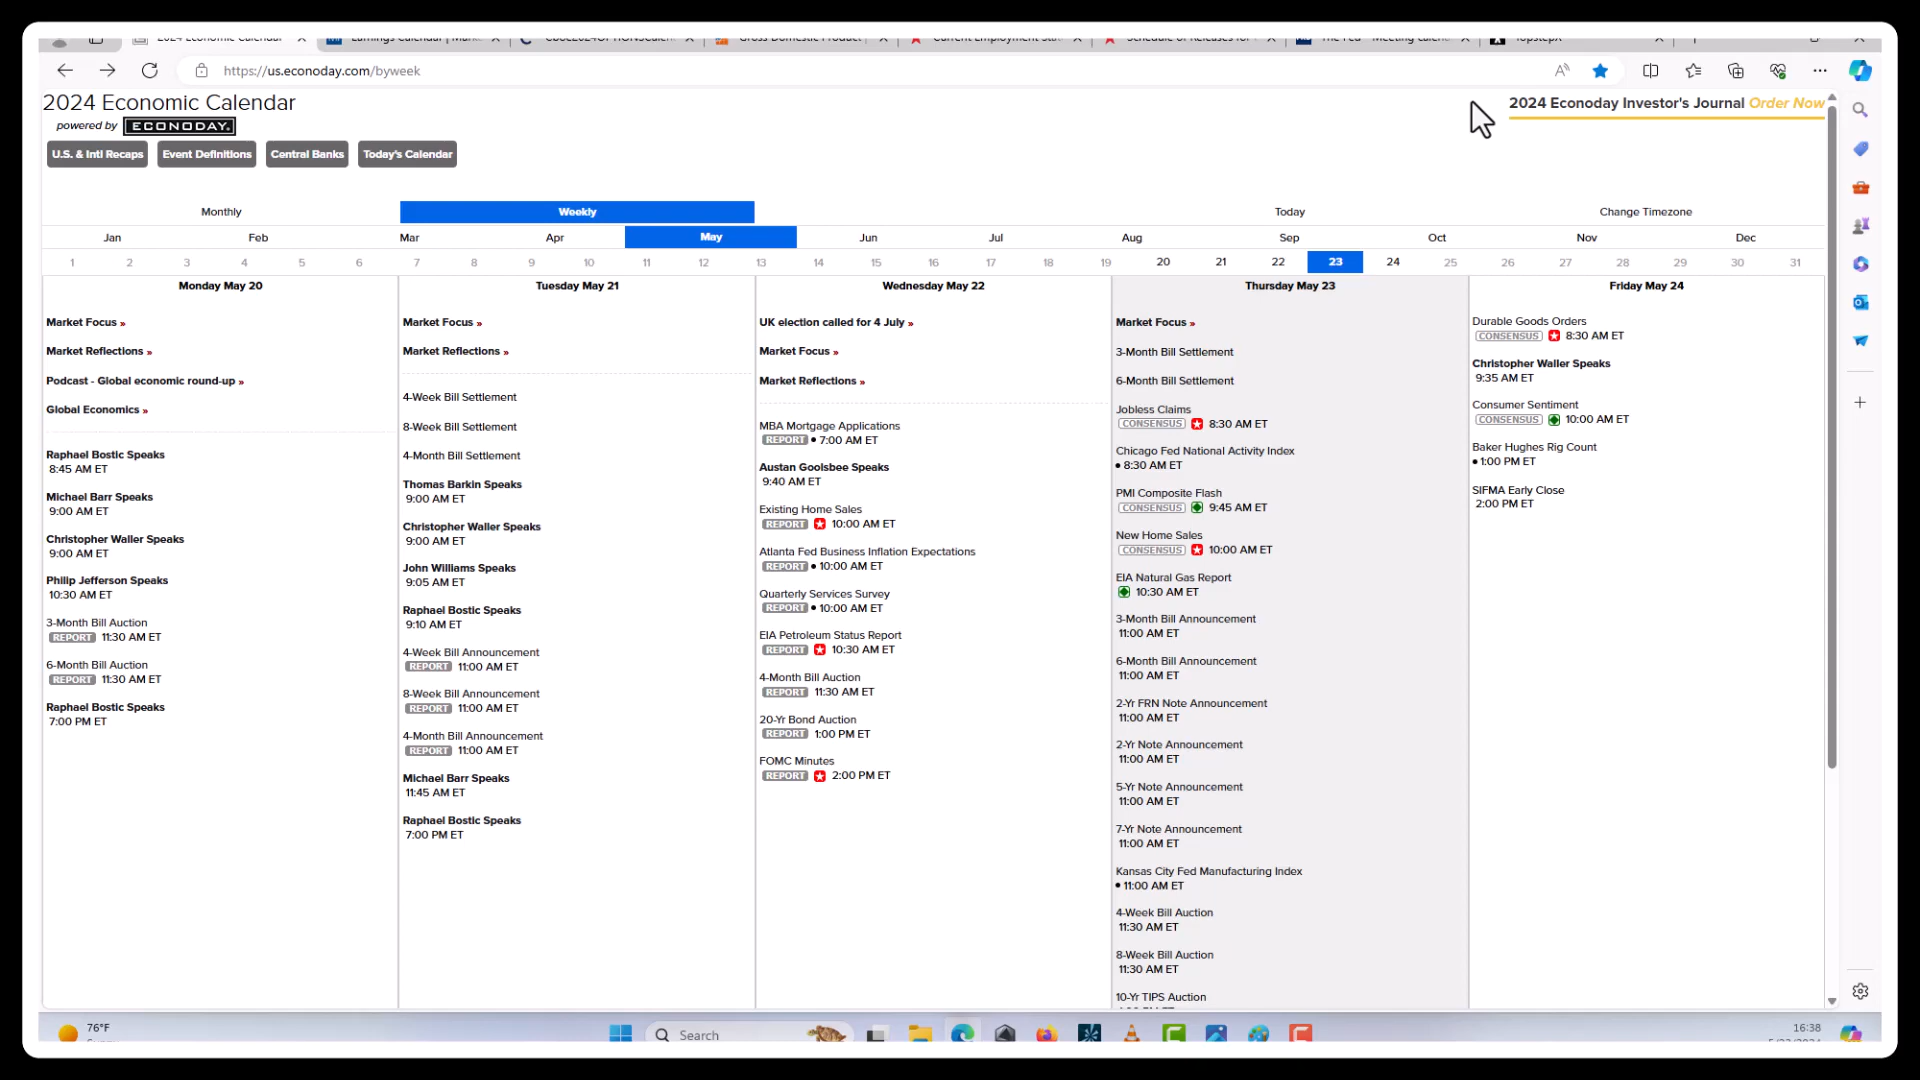 https://us.econoday.com/byweek
2024 Economic Calendar
powered by ECONODAY.
2024 Econoday Investor's Journal Order Now
U.S. & Intl Recaps
Event Definitions
Central Banks
Today's Calendar
Monthly
Weekly
Today
Change Timezone
Jan Feb Mar Apr May Jun Jul Aug Sep Oct Nov Dec
1 2 3 4 5 6 7 8 9 10 11 12 13 14 15 16 17 18 19 20 21 22 23 24 25 26 27 28 29 30 31
Monday May 20
Market Focus »
Market Reflections »
Podcast - Global economic round-up »
Global Economics »
Raphael Bostic Speaks
8:45 AM ET
Michael Barr Speaks
9:00 AM ET
Christopher Waller Speaks
9:00 AM ET
Philip Jefferson Speaks
10:30 AM ET
3-Month Bill Auction
REPORT 11:30 AM ET
6-Month Bill Auction
REPORT 11:30 AM ET
Raphael Bostic Speaks
7:00 PM ET
Tuesday May 21
Market Focus »
Market Reflections »
4-Week Bill Settlement
8-Week Bill Settlement
4-Month Bill Settlement
Thomas Barkin Speaks
9:00 AM ET
Christopher Waller Speaks
9:00 AM ET
John Williams Speaks
9:05 AM ET
Raphael Bostic Speaks
9:10 AM ET
4-Week Bill Announcement
REPORT 11:00 AM ET
8-Week Bill Announcement
REPORT 11:00 AM ET
4-Month Bill Announcement
REPORT 11:00 AM ET
Michael Barr Speaks
11:45 AM ET
Raphael Bostic Speaks
7:00 PM ET
Wednesday May 22
UK election called for 4 July »
Market Focus »
Market Reflections »
MBA Mortgage Applications
REPORT • 7:00 AM ET
Austan Goolsbee Speaks
9:40 AM ET
Existing Home Sales
REPORT 10:00 AM ET
Atlanta Fed Business Inflation Expectations
REPORT • 10:00 AM ET
Quarterly Services Survey
REPORT • 10:00 AM ET
EIA Petroleum Status Report
REPORT 10:30 AM ET
4-Month Bill Auction
REPORT 11:30 AM ET
20-Yr Bond Auction
REPORT 1:00 PM ET
FOMC Minutes
REPORT 2:00 PM ET
Thursday May 23
Market Focus »
3-Month Bill Settlement
6-Month Bill Settlement
Jobless Claims
CONSENSUS 8:30 AM ET
Chicago Fed National Activity Index
• 8:30 AM ET
PMI Composite Flash
CONSENSUS 9:45 AM ET
New Home Sales
CONSENSUS 10:00 AM ET
EIA Natural Gas Report
10:30 AM ET
3-Month Bill Announcement
11:00 AM ET
6-Month Bill Announcement
11:00 AM ET
2-Yr FRN Note Announcement
11:00 AM ET
2-Yr Note Announcement
11:00 AM ET
5-Yr Note Announcement
11:00 AM ET
7-Yr Note Announcement
11:00 AM ET
Kansas City Fed Manufacturing Index
• 11:00 AM ET
4-Week Bill Auction
11:30 AM ET
8-Week Bill Auction
11:30 AM ET
10-Yr TIPS Auction
Friday May 24
Durable Goods Orders
CONSENSUS 8:30 AM ET
Christopher Waller Speaks
9:35 AM ET
Consumer Sentiment
CONSENSUS 10:00 AM ET
Baker Hughes Rig Count
• 1:00 PM ET
SIFMA Early Close
2:00 PM ET
76°F
Search
16:38